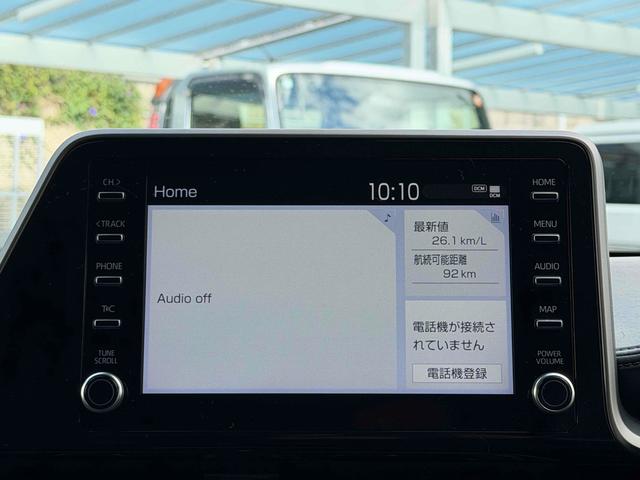 CH >
< TRACK
PHONE
T&C
TUNE
SCROLL
Home
10:10
DCM
DCM
Audio off
最新値
26.1 km/L
航続可能距離
92 km
電話機が接続さ
れていません
電話機登録
HOME
MENU
AUDIO
MAP
POWER
VOLUME